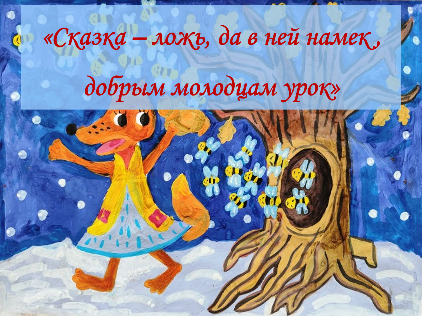 «Сказка – ложь, да в ней намек ,
добрым молодцам урок»